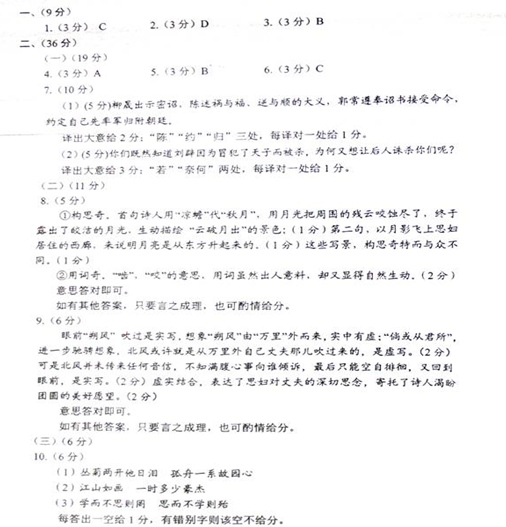 一、(9分)
1.(3分) C 2.(3分)D 3.(3分)B
二、(36分)
(一)(19分)
4.(3分)A 5.(3分)B 6.(3分)C
7.(10分)
(1)(5分)柳晟出示密诏,陈述祸与福、逆与顺的大义,郭常遵奉诏书接受命令,
约定自己先率军归附朝廷。
译出大意给2分;“陈”“约”“归”三处,每译对一处给1分。
(2)(5分)你们既然知道刘辟因为冒犯了天子而被杀,为何又想让后人诛杀你们呢?
译出大意给3分;“若”“奈何”两处,每译对一处给1分。
(二)(11分)
8.(5分)
①构思奇。首句诗人用“凉蟾”代“秋月”,用月光把周围的残云咬蚀尽了,终于
露出了皎洁的月光,生动描绘“云破月出”的景色;(1分)第二句,以月影飞上思妇
居住的西廊,来说明月亮是从东方升起来的,(1分)这些写景,构思奇特而与众不
同。(1分)
②用词奇。“啮”,“咬”的意思,用词虽然出人意料,却又显得自然生动。(2分)
意思答对即可。
如有其他答案,只要言之成理,也可酌情给分。
9.(6分)
眼前“朔风”吹过是实写,想象“朔风”由“万里”外而来,实中有虚;“倘或从君所”,
进一步驰骋想象,北风或许就是从万里外自己丈夫那儿吹过来的,是虚写。(2分)
可是北风并未传来任何音信,不知满腹心事向谁倾诉,最后只能空自徘徊,又回到
眼前,是实写。(2分)虚实结合,表达了思妇对丈夫的深切思念,寄托了诗人渴盼
团圆的美好愿望。(2分)
意思答对即可。
如有其他答案,只要言之成理,也可酌情给分。
(三)(6分)
10.(6分)
(1)丛菊两开他日泪 孤舟一系故园心
(2)江山如画 一时多少豪杰
(3)学而不思则罔 思而不学则殆
每答出一空给1分,有错别字则该空不给分。